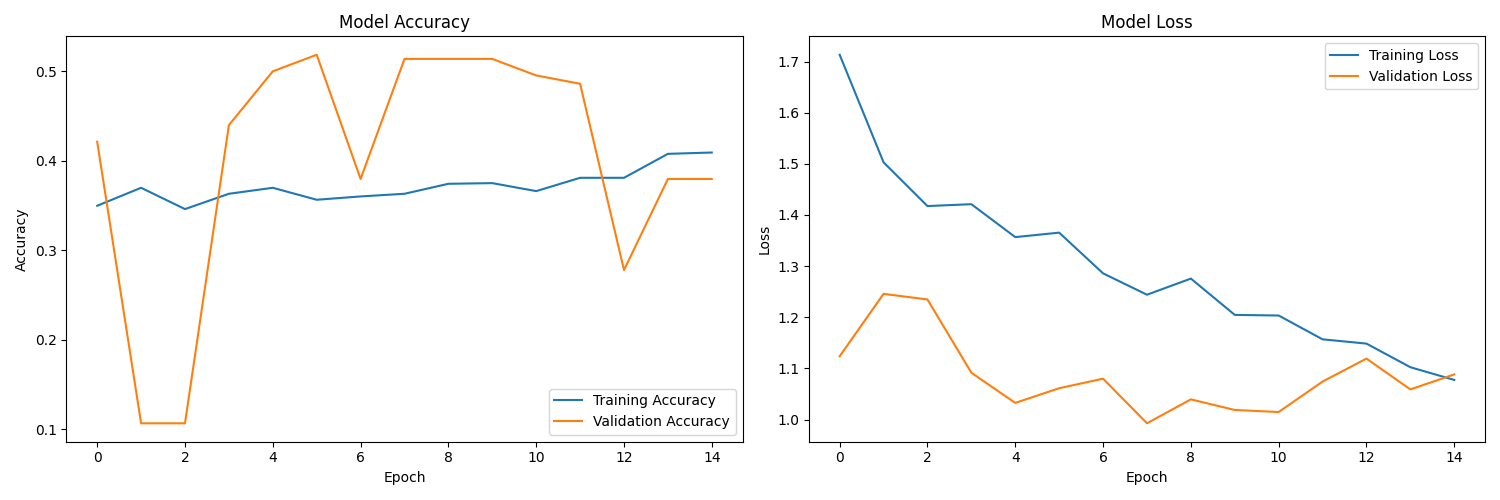 Model Accuracy
0.5
0.4
0.3
0.2
0.1
Accuracy
Training Accuracy
Validation Accuracy
0 2 4 6 8 10 12 14
Epoch
Model Loss
Training Loss
Validation Loss
1.7
1.6
1.5
1.4
1.3
1.2
1.1
1.0
Loss
0 2 4 6 8 10 12 14
Epoch